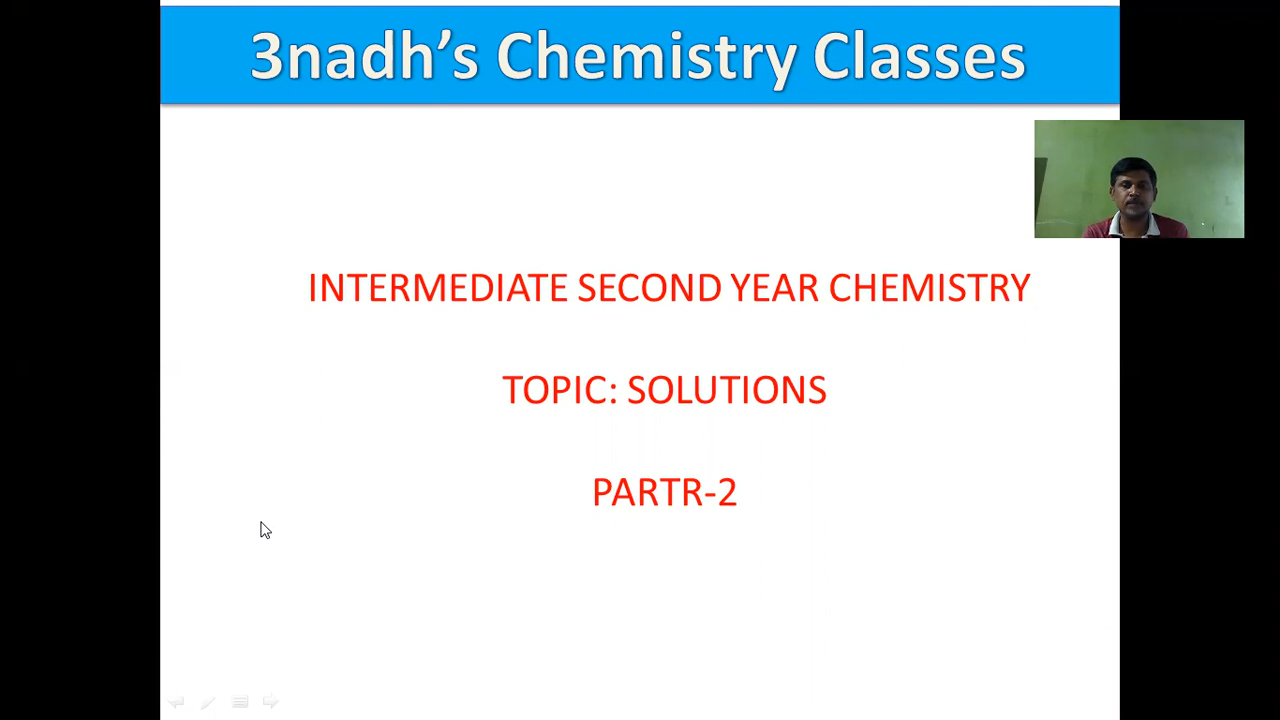 3nadh’s Chemistry Classes
INTERMEDIATE SECOND YEAR CHEMISTRY
TOPIC: SOLUTIONS
PARTR-2